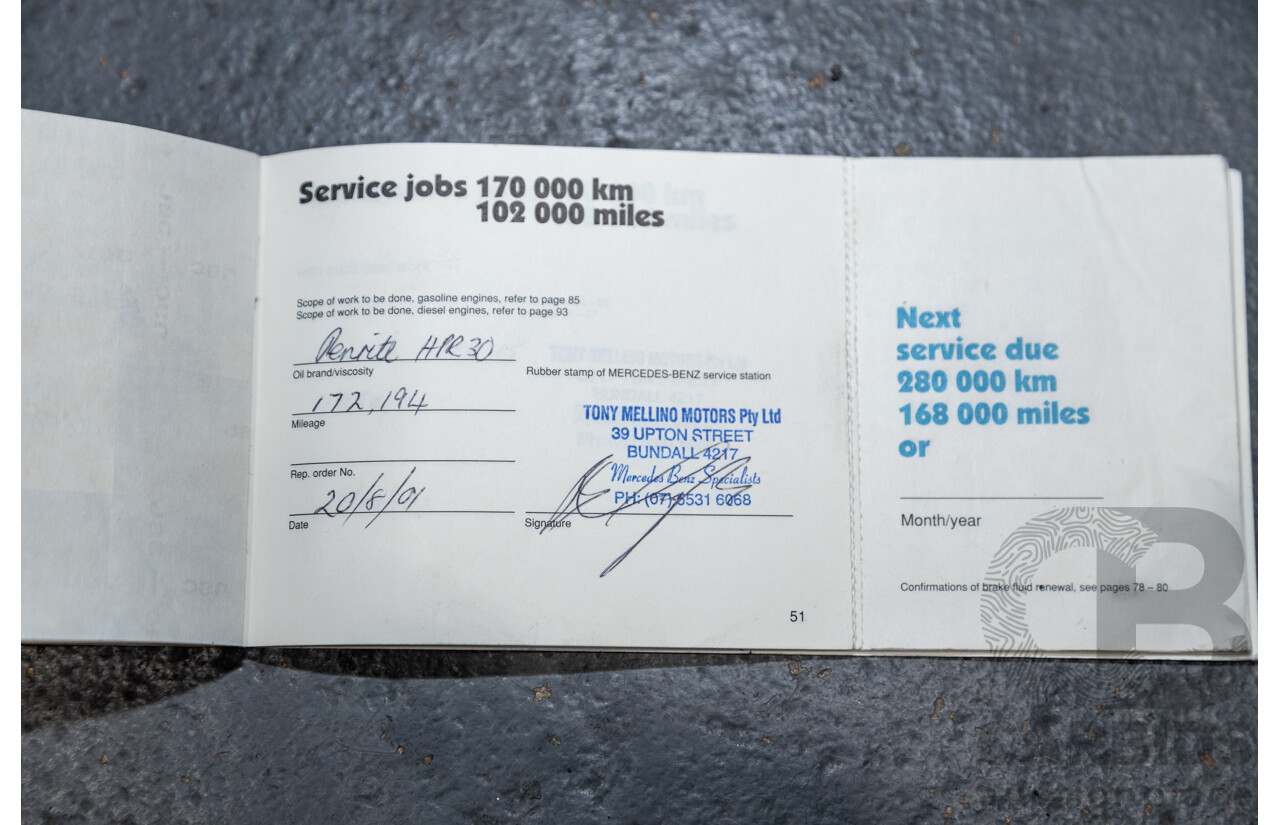 Service jobs 170 000 km
102 000 miles
Scope of work to be done, gasoline engines, refer to page 85
Scope of work to be done, diesel engines, refer to page 93
Penrite HPR30
Oil brand/viscosity
172,194
Mileage
Rep. order No.
20/8/01
Date
Rubber stamp of MERCEDES-BENZ service station
TONY MELLINO MOTORS Pty Ltd
39 UPTON STREET
BUNDALL 4217
Mercedes Benz Specialists
PH: (07) 5531 6068
Signature
51
Next
service due
280 000 km
168 000 miles
or
Month/year
Confirmations of brake fluid renewal, see pages 78 – 80